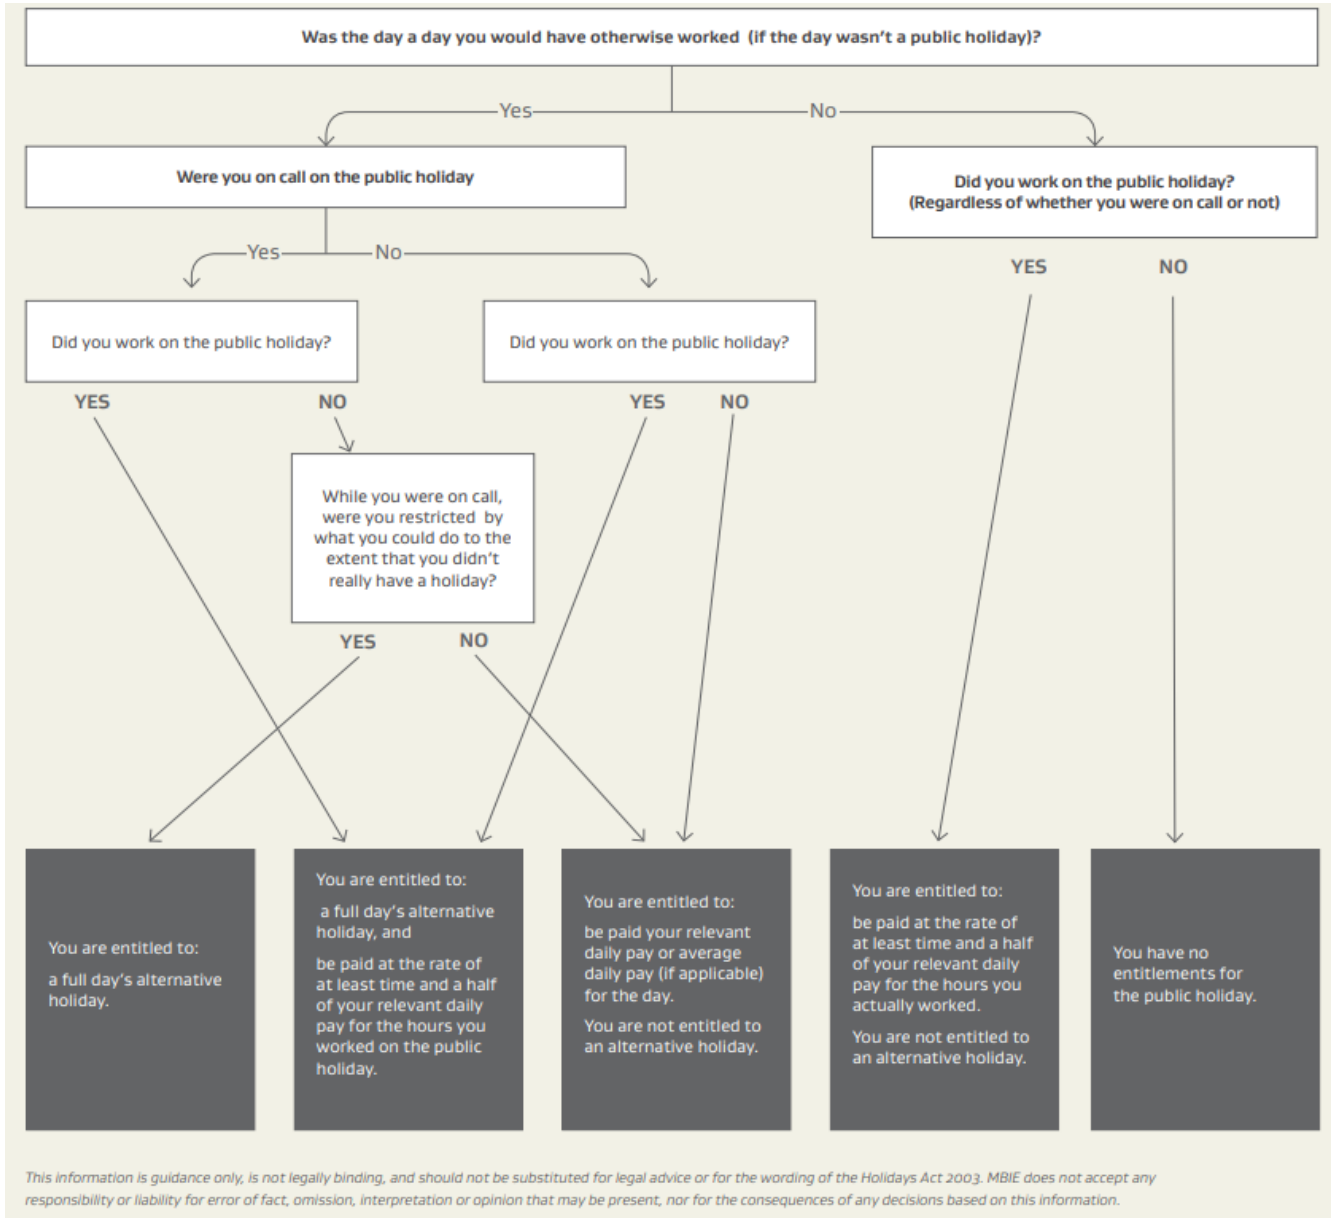 Was the day a day you would have otherwise worked (if the day wasn't a public holiday)?
Yes
No
Were you on call on the public holiday
Did you work on the public holiday?
(Regardless of whether you were on call or not)
Yes
No
YES
NO
Did you work on the public holiday?
Did you work on the public holiday?
YES
NO
YES
NO
While you were on call,
were you restricted by
what you could do to the
extent that you didn't
really have a holiday?
YES
NO
You are entitled to:
a full day's alternative
holiday.
You are entitled to:
a full day's alternative
holiday, and
be paid at the rate of
at least time and a half
of your relevant daily
pay for the hours you
worked on the public
holiday.
You are entitled to:
be paid your relevant
daily pay or average
daily pay (if applicable)
for the day.
You are not entitled to
an alternative holiday.
You are entitled to:
be paid at the rate of
at least time and a half
of your relevant daily
pay for the hours you
actually worked.
You are not entitled to
an alternative holiday.
You have no
entitlements for
the public holiday.
This information is guidance only, is not legally binding, and should not be substituted for legal advice or for the wording of the Holidays Act 2003. MBIE does not accept any
responsibility or liability for error of fact, omission, interpretation or opinion that may be present, nor for the consequences of any decisions based on this information.